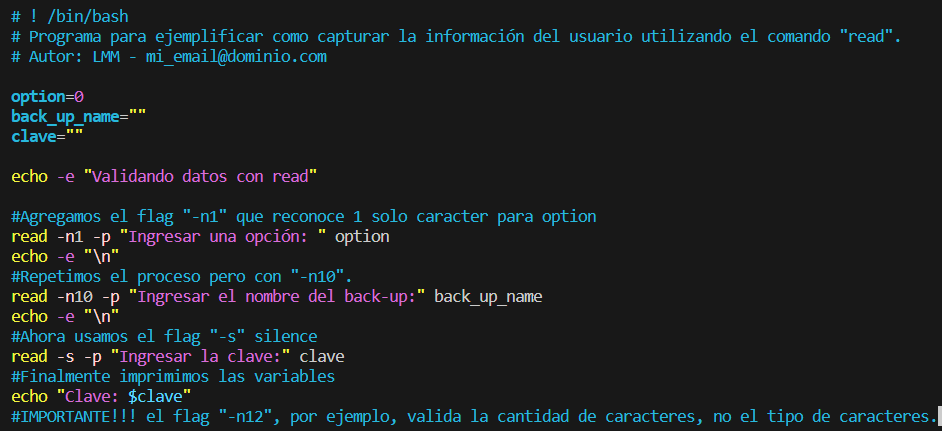 # ! /bin/bash
# Programa para ejemplificar como capturar la información del usuario utilizando el comando "read".
# Autor: LMM - mi_email@dominio.com
option=0
back_up_name=""
clave=""
echo -e "Validando datos con read"
#Agregamos el flag "-n1" que reconoce 1 solo caracter para option
read -n1 -p "Ingresar una opción: " option
echo -e "\n"
#Repetimos el proceso pero con "-n10".
read -n10 -p "Ingresar el nombre del back-up:" back_up_name
echo -e "\n"
#Ahora usamos el flag "-s" silence
read -s -p "Ingresar la clave:" clave
#Finalmente imprimimos las variables
echo "Clave: $clave"
#IMPORTANTE!!! el flag "-n12", por ejemplo, valida la cantidad de caracteres, no el tipo de caracteres.